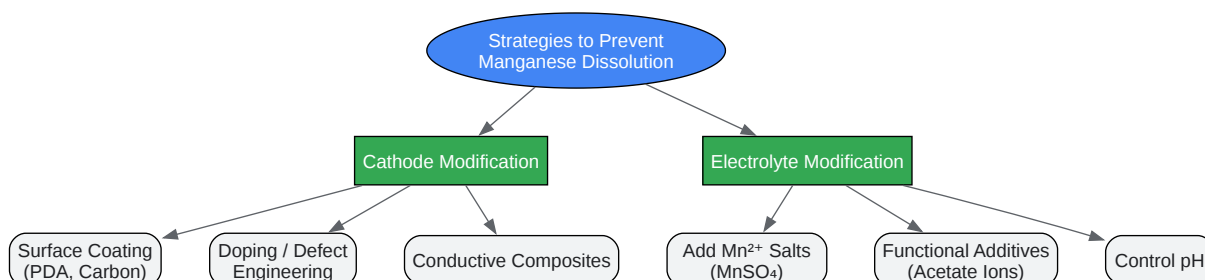 Strategies to Prevent
Manganese Dissolution
Cathode Modification
Electrolyte Modification
Surface Coating
(PDA, Carbon)
Doping / Defect
Engineering
Conductive Composites
Add Mn²⁺ Salts
(MnSO₄)
Functional Additives
(Acetate Ions)
Control pH